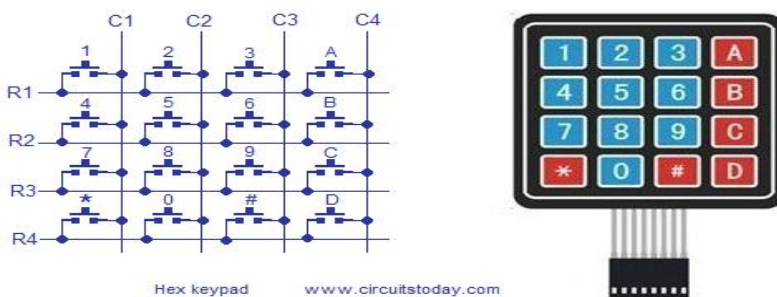 C1 C2 C3 C4
1 2 3 A
R1
4 5 6 B
R2
7 8 9 C
R3
* 0 # D
R4
Hex keypad www.circuitstoday.com
1 2 3 A
4 5 6 B
7 8 9 C
* 0 # D